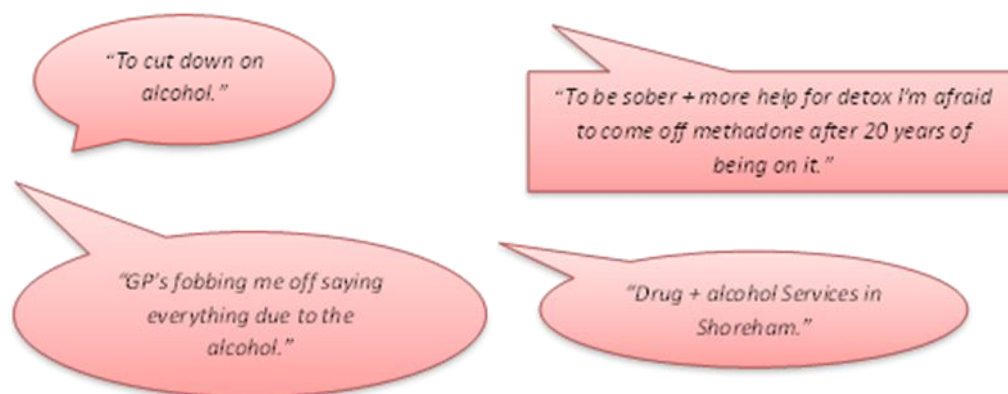 “To cut down on
alcohol.”
“To be sober + more help for detox I’m afraid
to come off methadone after 20 years of
being on it.”
“GP’s fobbing me off saying
everything due to the
alcohol.”
“Drug + alcohol Services in
Shoreham.”